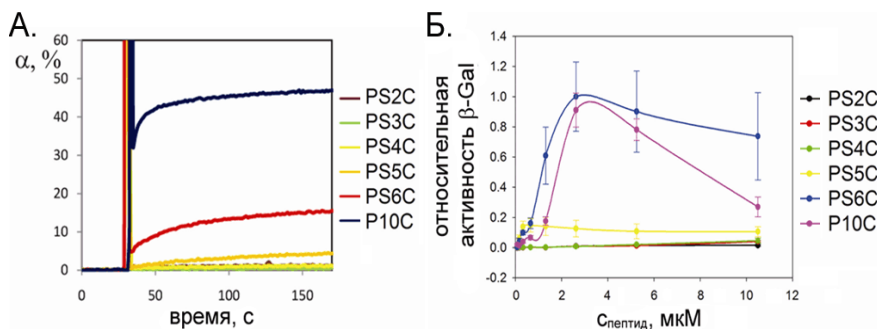 А.
α, %
60
50
40
30
20
10
0
0
50
100
150
время, с
PS2C
PS3C
PS4C
PS5C
PS6C
P10C
Б.
относительная
активность β-Gal
1.4
1.2
1.0
0.8
0.6
0.4
0.2
0.0
-0.2
0
2
4
6
8
10
12
спептид, мкМ
PS2C
PS3C
PS4C
PS5C
PS6C
P10C